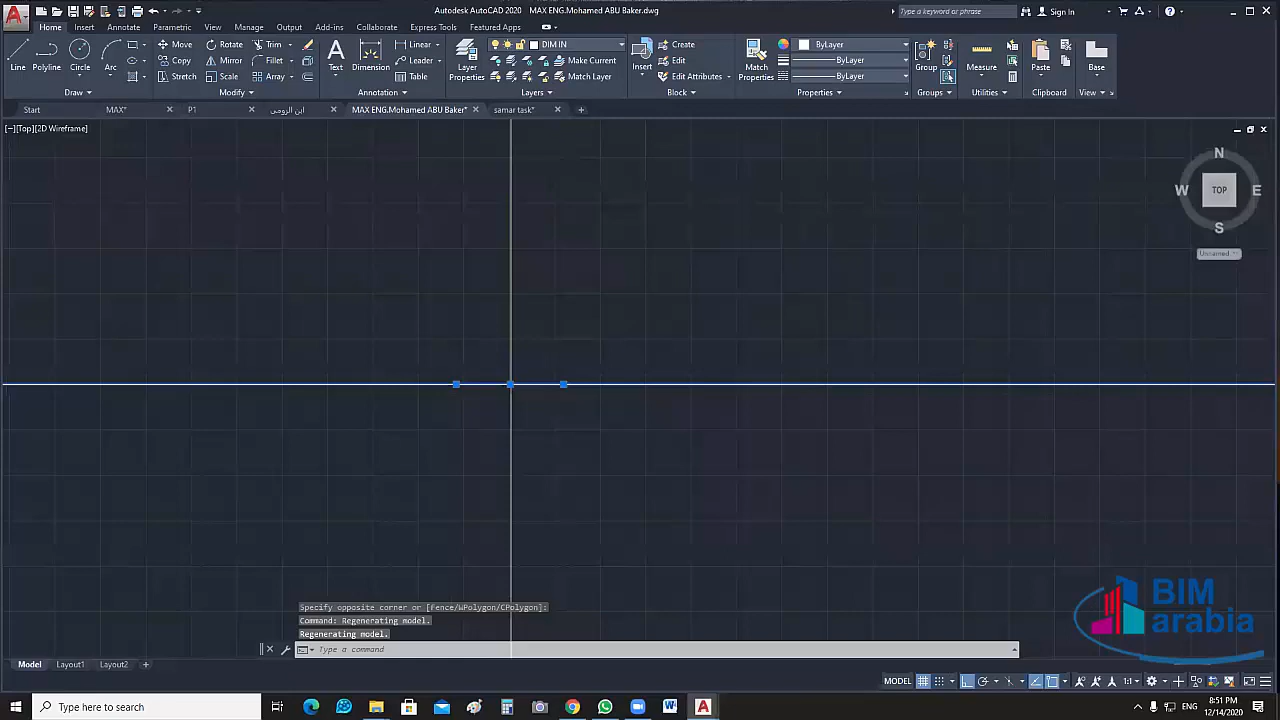 Autodesk AutoCAD 2020 MAX ENG.Mohamed ABU Baker.dwg
Type a keyword or phrase
Sign In
Home Insert Annotate Parametric View Manage Output Add-ins Collaborate Express Tools Featured Apps
Line Polyline Circle Arc
Move Rotate Trim
Copy Mirror Fillet
Stretch Scale Array
Text Dimension
Linear
Leader
Table
Layer Properties
DIM IN
Make Current
Match Layer
Insert
Create
Edit
Edit Attributes
Match Properties
ByLayer
ByLayer
ByLayer
Group
Measure
Paste
Base
Draw Modify Annotation Layers Block Properties Groups Utilities Clipboard View
Start MAX* P1 ابن الرومى MAX ENG.Mohamed ABU Baker* samar task*
[−][Top][2D Wireframe]
N
W TOP E
S
Unnamed
Specify opposite corner or [Fence/WPolygon/CPolygon]:
Command: Regenerating model.
Regenerating model.
Type a command
BIM
arabia
Model Layout1 Layout2
MODEL 1:1
Type here to search
8:51 PM
12/14/2020